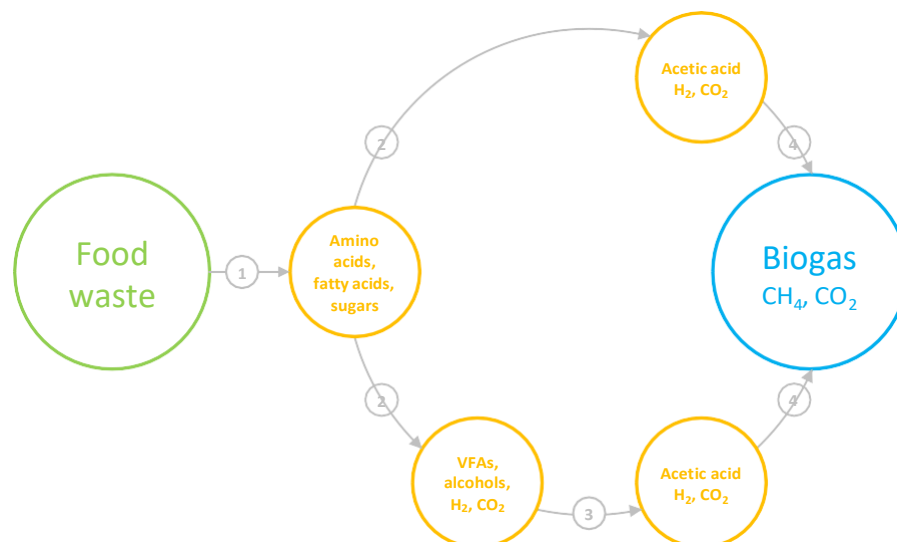 Acetic acid
H₂, CO₂
2
4
Food
waste
1
Amino
acids,
fatty acids,
sugars
Biogas
CH₄, CO₂
2
4
VFAs,
alcohols,
H₂, CO₂
3
Acetic acid
H₂, CO₂